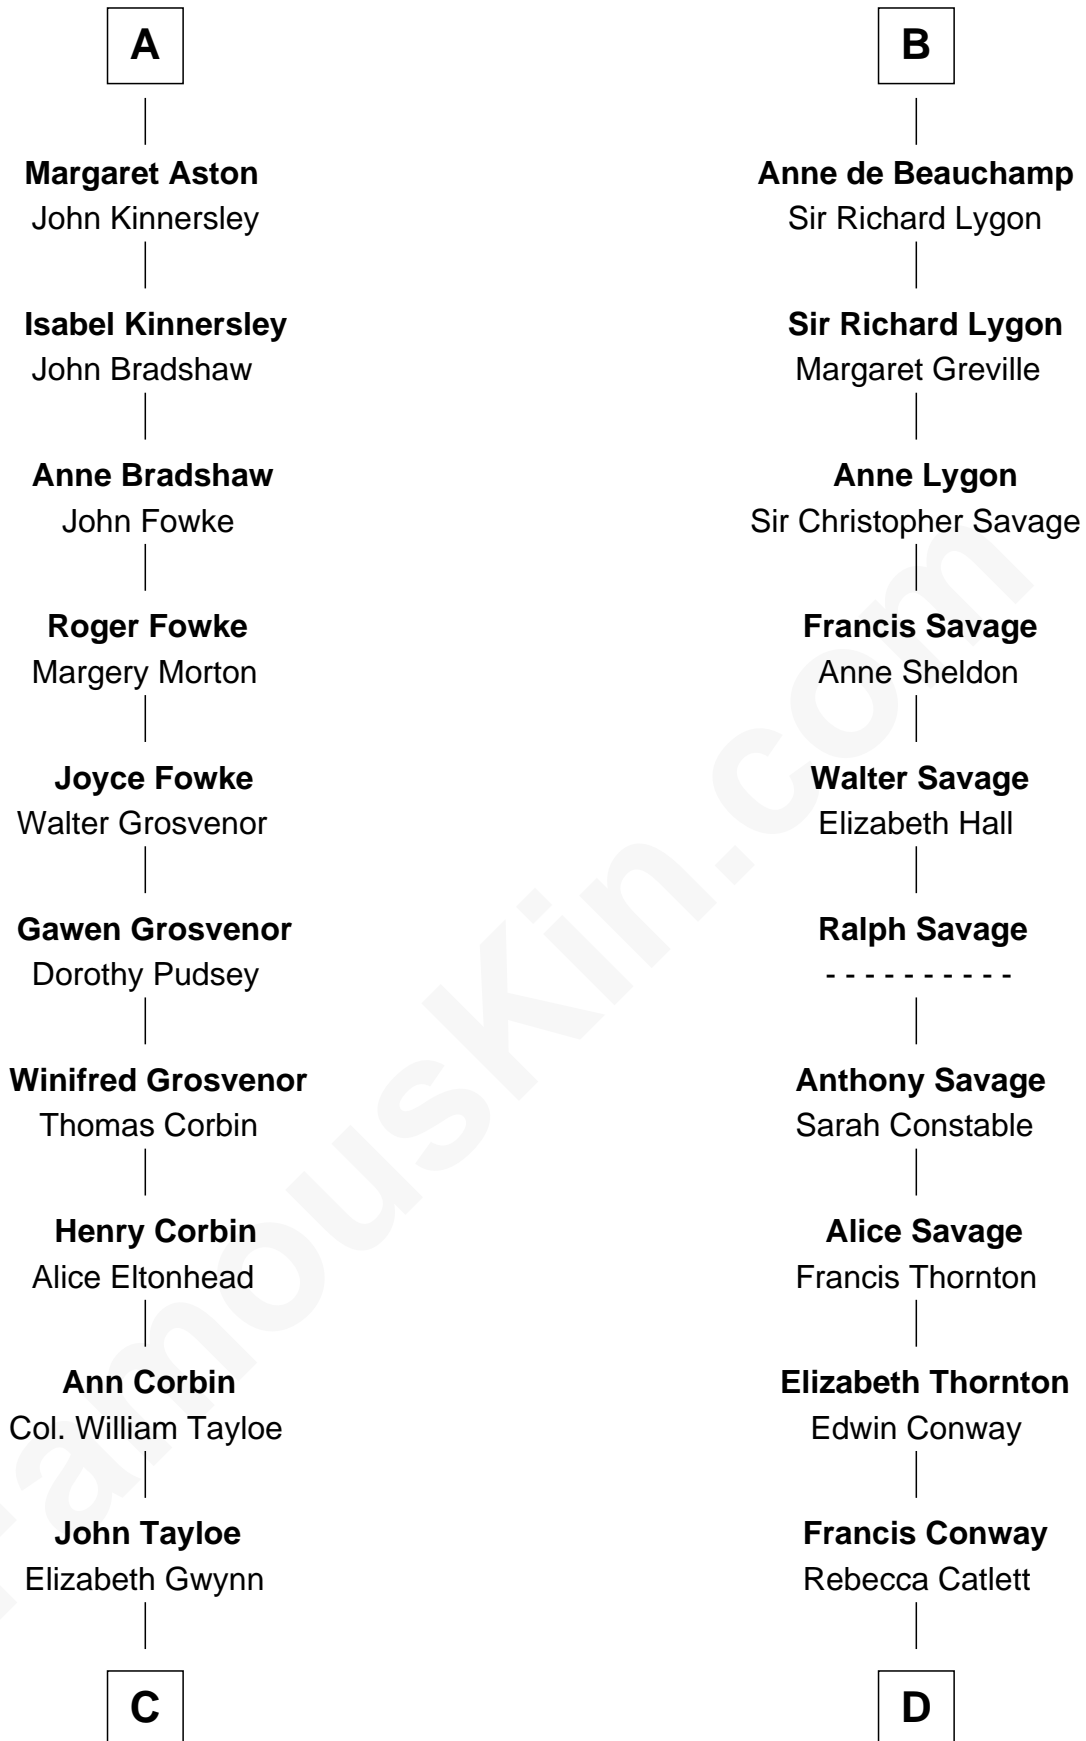 A
Margaret Aston
John Kinnersley
Isabel Kinnersley
John Bradshaw
Anne Bradshaw
John Fowke
Roger Fowke
Margery Morton
Joyce Fowke
Walter Grosvenor
Gawen Grosvenor
Dorothy Pudsey
Winifred Grosvenor
Thomas Corbin
Henry Corbin
Alice Eltonhead
Ann Corbin
Col. William Tayloe
John Tayloe
Elizabeth Gwynn
C
B
Anne de Beauchamp
Sir Richard Lygon
Sir Richard Lygon
Margaret Greville
Anne Lygon
Sir Christopher Savage
Francis Savage
Anne Sheldon
Walter Savage
Elizabeth Hall
Ralph Savage
- - - - - - - - - -
Anthony Savage
Sarah Constable
Alice Savage
Francis Thornton
Elizabeth Thornton
Edwin Conway
Francis Conway
Rebecca Catlett
D
FamousKin.com